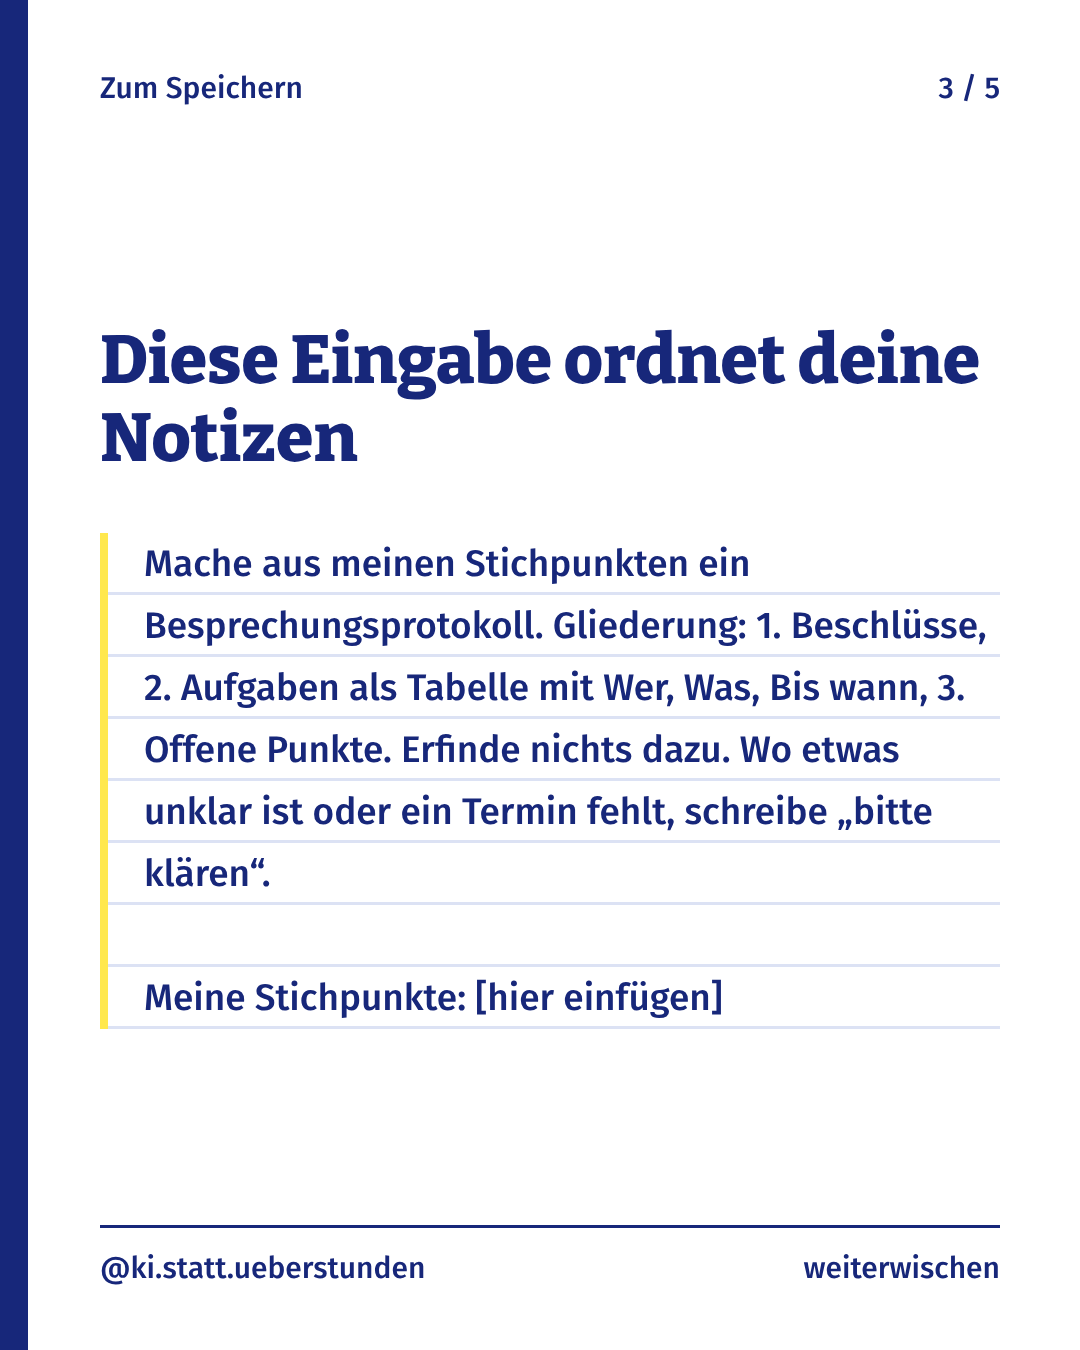 Zum Speichern
3 / 5
Diese Eingabe ordnet deine
Notizen
Mache aus meinen Stichpunkten ein
Besprechungsprotokoll. Gliederung: 1. Beschlüsse,
2. Aufgaben als Tabelle mit Wer, Was, Bis wann, 3.
Offene Punkte. Erfinde nichts dazu. Wo etwas
unklar ist oder ein Termin fehlt, schreibe „bitte
klären“.
Meine Stichpunkte: [hier einfügen]
@ki.statt.ueberstunden
weiterwischen